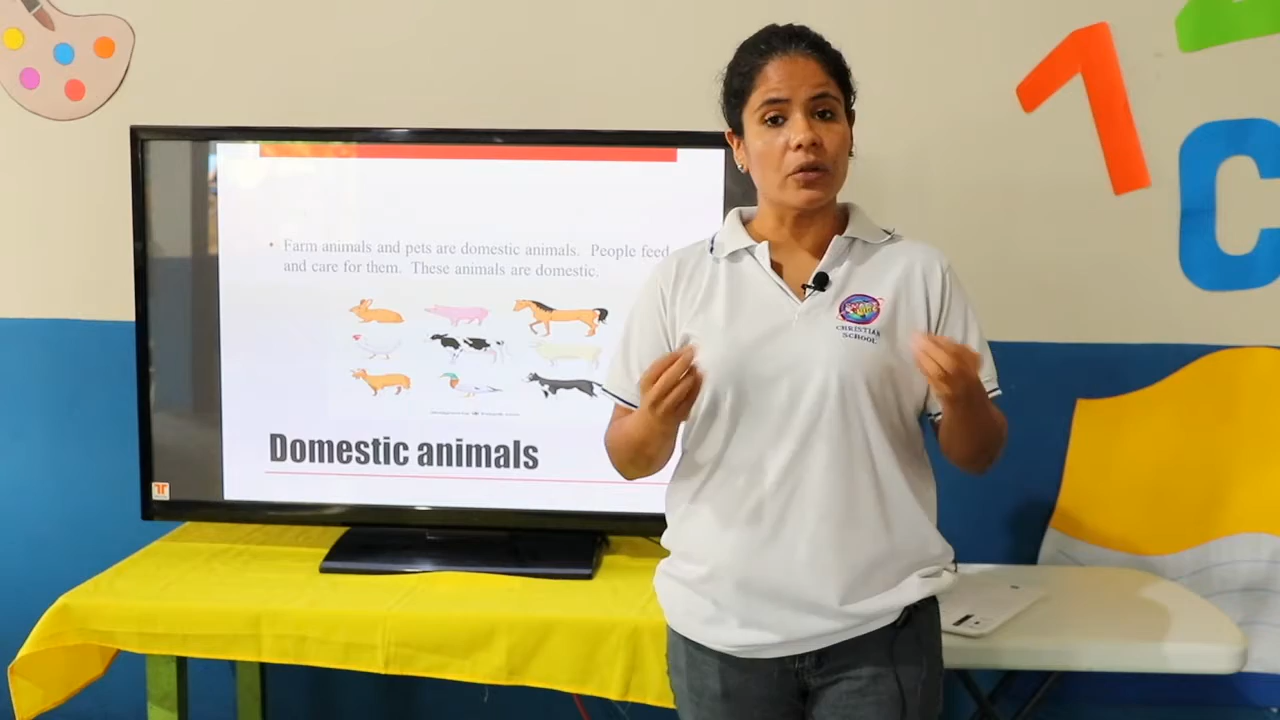 Farm animals and pets are domestic animals. People feed
and care for them. These animals are domestic.
Domestic animals
CHRISTIAN
SCHOOL
1
C